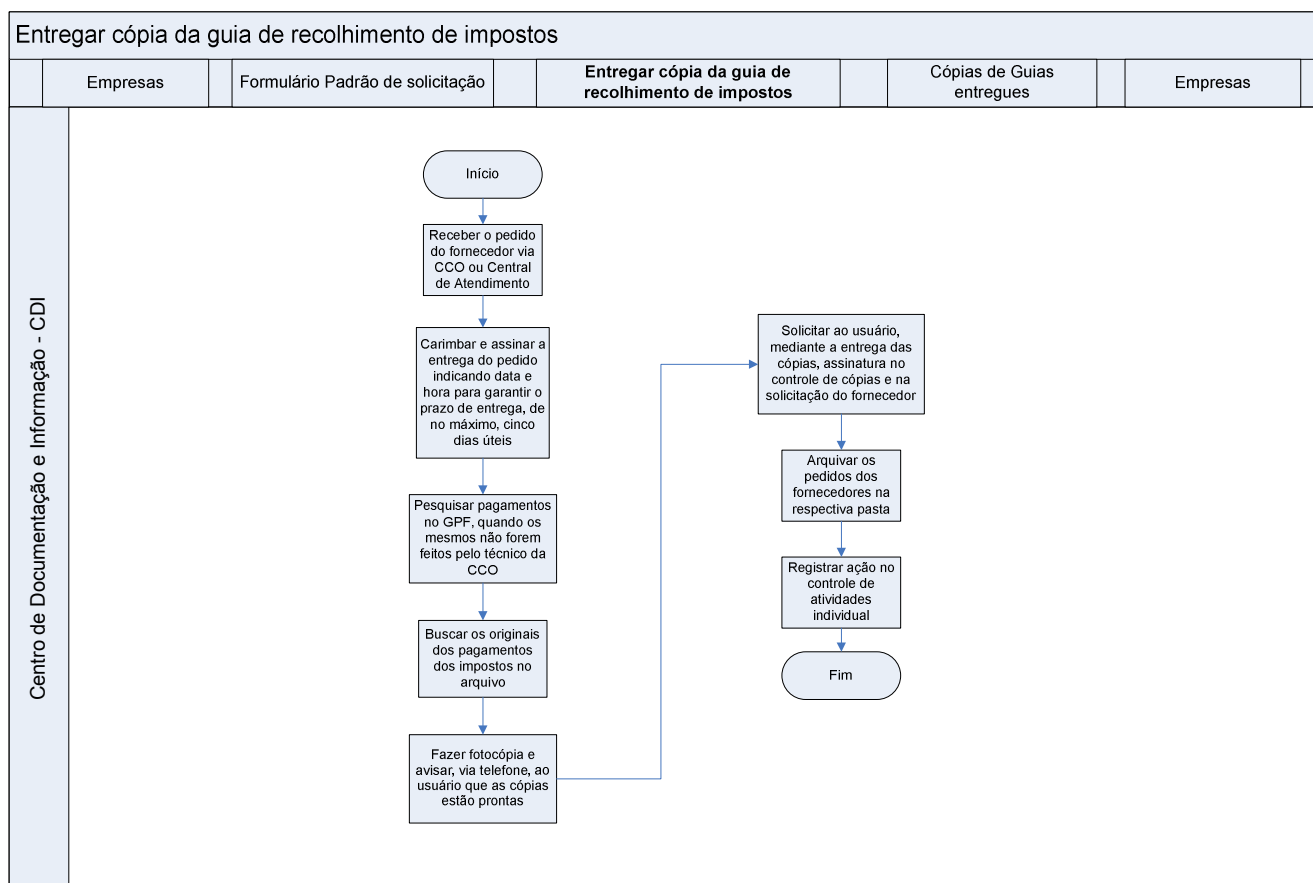 Entregar cópia da guia de recolhimento de impostos
Empresas
Formulário Padrão de solicitação
Entregar cópia da guia de
recolhimento de impostos
Cópias de Guias
entregues
Empresas
Centro de Documentação e Informação - CDI
Início
Receber o pedido
do fornecedor via
CCO ou Central
de Atendimento
Carimbar e assinar a
entrega do pedido
indicando data e
hora para garantir o
prazo de entrega, de
no máximo, cinco
dias úteis
Pesquisar pagamentos
no GPF, quando os
mesmos não forem
feitos pelo técnico da
CCO
Buscar os originais
dos pagamentos
dos impostos no
arquivo
Fazer fotocópia e
avisar, via telefone, ao
usuário que as cópias
estão prontas
Solicitar ao usuário,
mediante a entrega das
cópias, assinatura no
controle de cópias e na
solicitação do fornecedor
Arquivar os
pedidos dos
fornecedores na
respectiva pasta
Registrar ação no
controle de
atividades
individual
Fim